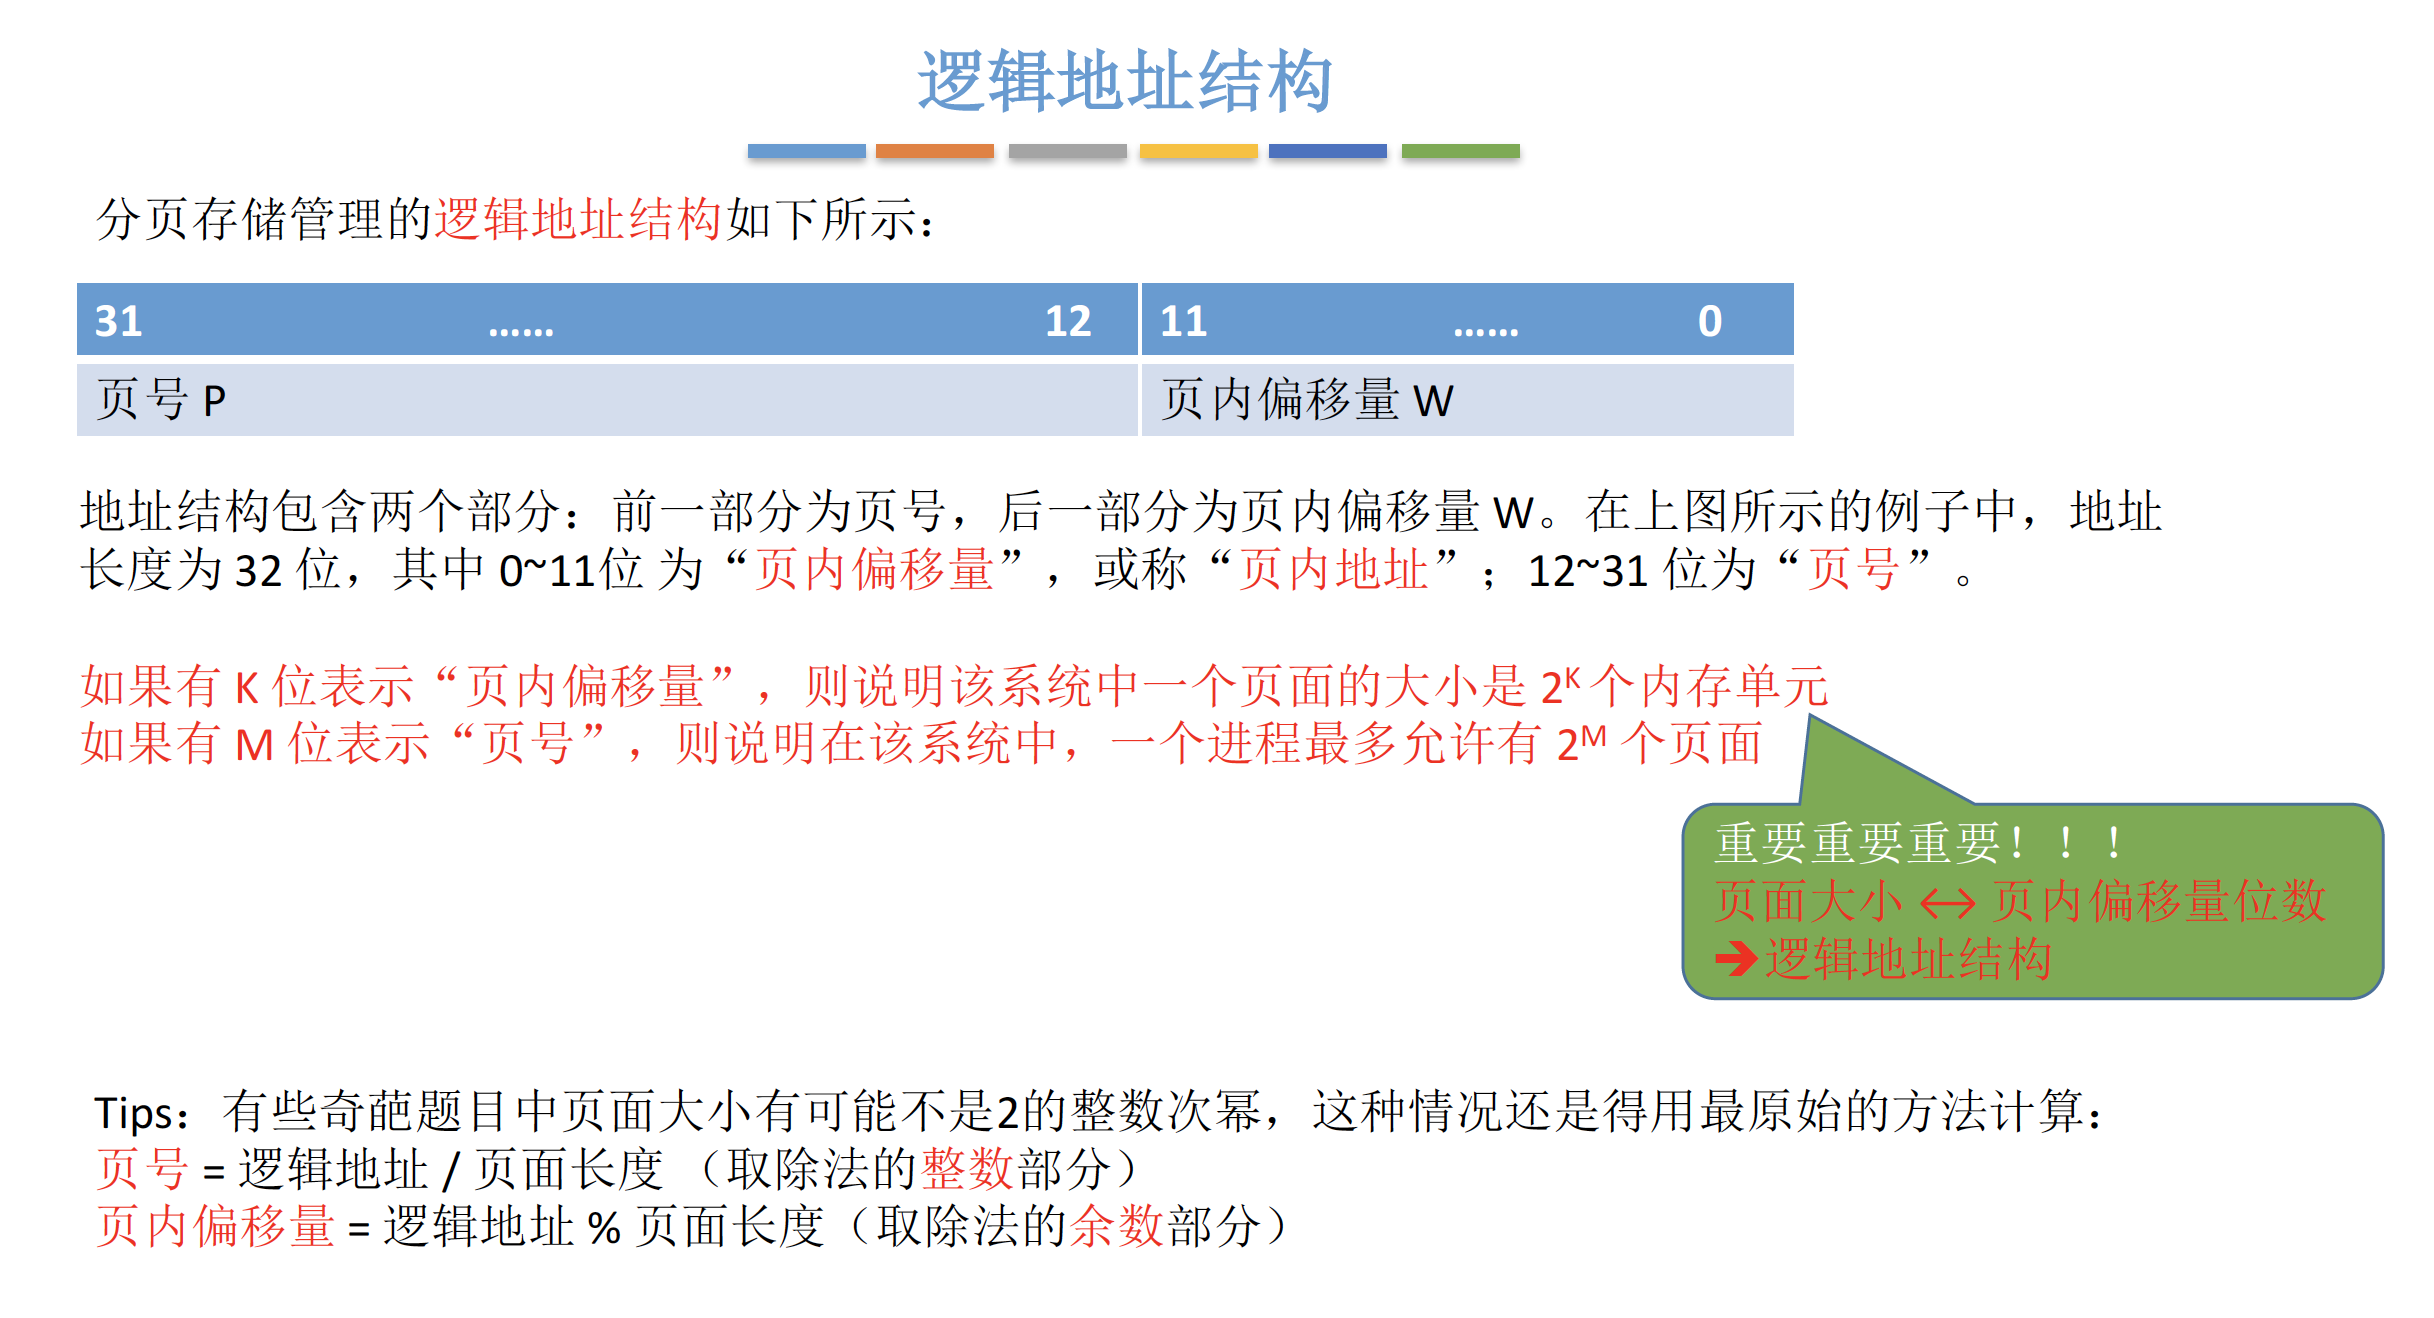 逻辑地址结构
分页存储管理的逻辑地址结构如下所示：
31 …… 12 11 …… 0
页号 P 页内偏移量 W
地址结构包含两个部分：前一部分为页号，后一部分为页内偏移量 W。在上图所示的例子中，地址
长度为 32 位，其中 0~11位 为“页内偏移量”，或称“页内地址”；12~31 位为“页号”。
如果有 K 位表示“页内偏移量”，则说明该系统中一个页面的大小是 2ᴷ 个内存单元
如果有 M 位表示“页号”，则说明在该系统中，一个进程最多允许有 2ᴹ 个页面
重要重要重要！！！
页面大小 ↔ 页内偏移量位数
➔逻辑地址结构
Tips：有些奇葩题目中页面大小有可能不是2的整数次幂，这种情况还是得用最原始的方法计算：
页号 = 逻辑地址 / 页面长度 （取除法的整数部分）
页内偏移量 = 逻辑地址 % 页面长度（取除法的余数部分）